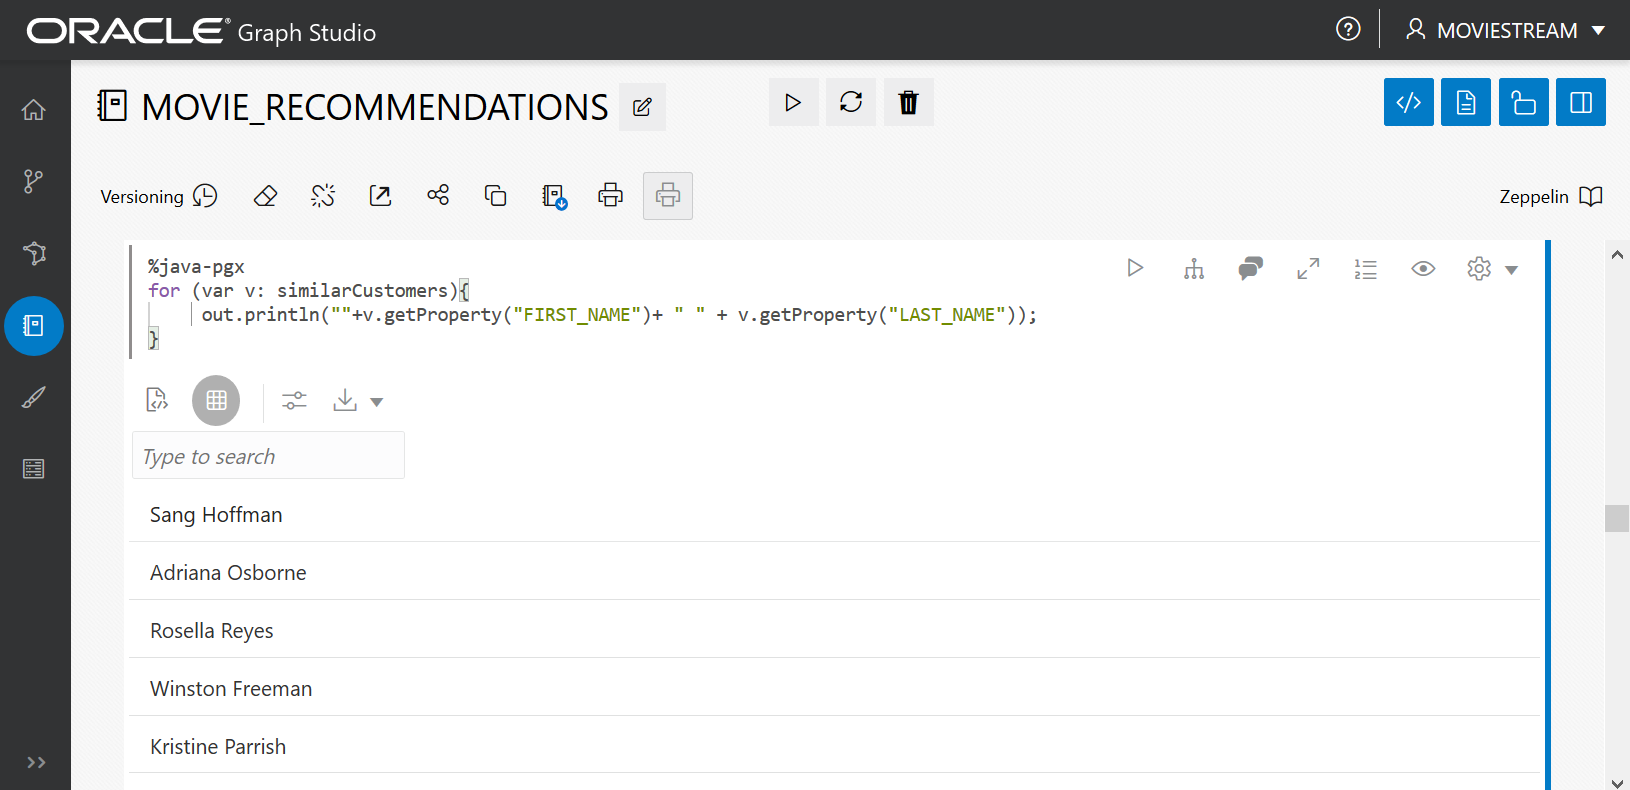 ORACLE® Graph Studio
MOVIESTREAM
MOVIE_RECOMMENDATIONS
Versioning
Zeppelin
%java-pgx
for (var v: similarCustomers){
out.println(""+v.getProperty("FIRST_NAME")+ " " + v.getProperty("LAST_NAME"));
}
Type to search
Sang Hoffman
Adriana Osborne
Rosella Reyes
Winston Freeman
Kristine Parrish